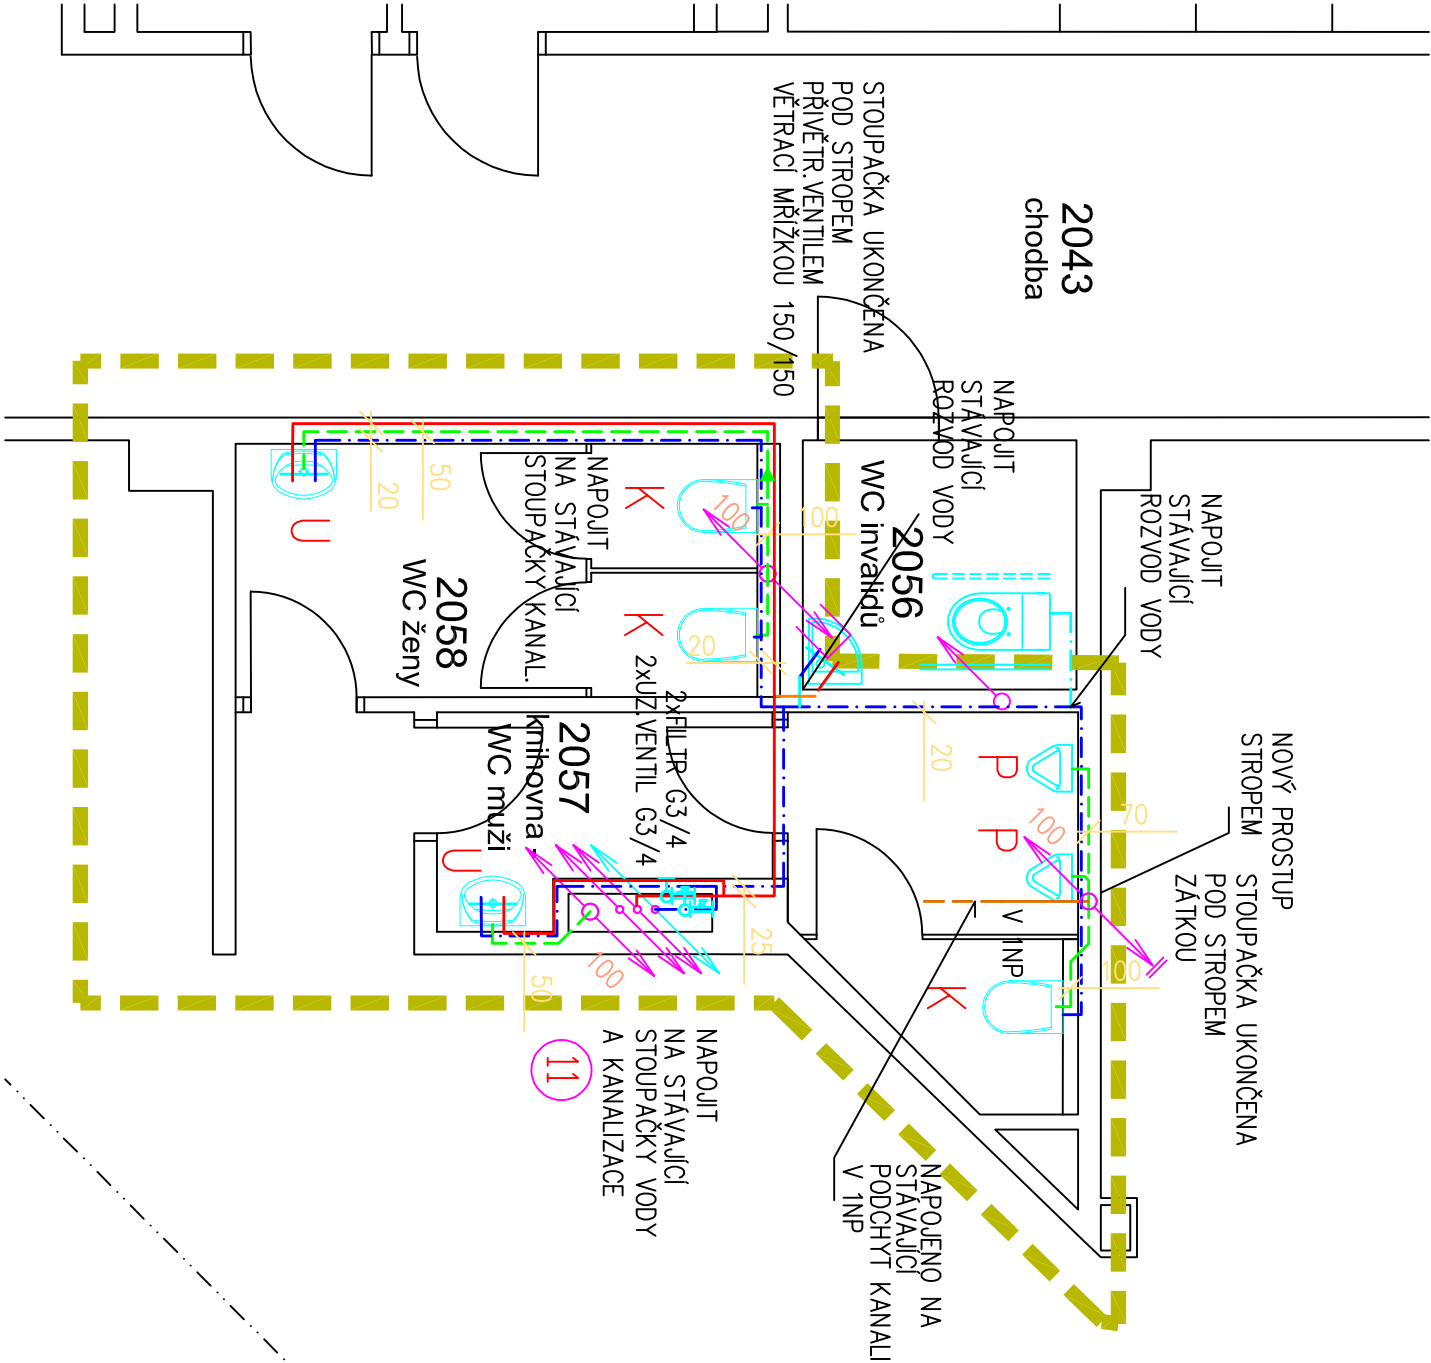 2043
chodba
STOUPAČKA UKONČENA
POD STROPEM
PŘIVĚTR.VENTILEM
VĚTRACÍ MŘÍŽKOU 150/150
NAPOJIT
STÁVAJÍCÍ
ROZVOD VODY
NAPOJIT
STÁVAJÍCÍ
ROZVOD VODY
2056
WC invalidů
NAPOJIT
NA STÁVAJÍCÍ
STOUPAČKY KANAL.
2058
WC ženy
2xFILTR G3/4
2xUZ.VENTIL G3/4
2057
knihovna -
WC muži
NOVÝ PROSTUP
STROPEM
STOUPAČKA UKONČENA
POD STROPEM
ZÁTKOU
V 1NP
NAPOJIT
NA STÁVAJÍCÍ
STOUPAČKY VODY
A KANALIZACE
NAPOJENO NA
STÁVAJÍCÍ
PODCHYT KANALI
V 1NP
11
U
K
K
U
P
P
K
50
20
100
100
20
20
70
100
100
25
50
100